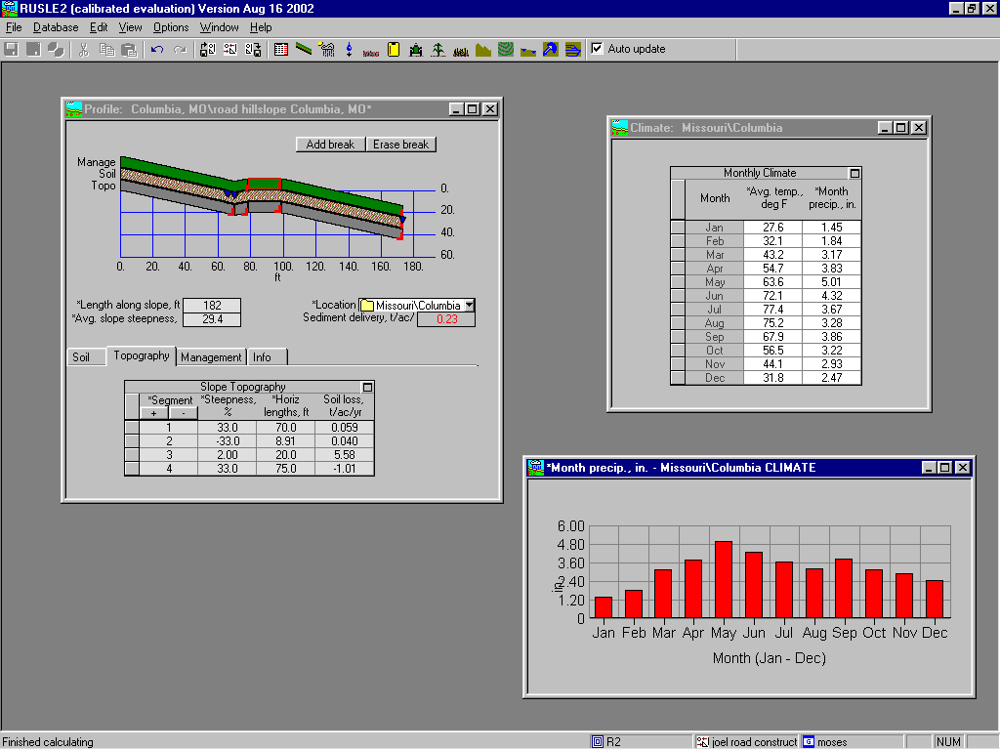 RUSLE2 (calibrated evaluation) Version Aug 16 2002
File Database Edit View Options Window Help
Auto update
Profile: Columbia, MO\road hillslope Columbia, MO*
Add break Erase break
Manage
Soil
Topo
0.
20.
40.
60.
0. 20. 40. 60. 80. 100. 120. 140. 160. 180.
ft
*Length along slope, ft 182
*Avg. slope steepness, 29.4
*Location Missouri\Columbia
Sediment delivery, t/ac/ 0.23
Soil Topography Management Info
Slope Topography
*Segment *Steepness, % *Horiz lengths, ft Soil loss, t/ac/yr
+ -
1 33.0 70.0 0.059
2 -33.0 8.91 0.040
3 2.00 20.0 5.58
4 33.0 75.0 -1.01
Climate: Missouri\Columbia
Monthly Climate
Month *Avg. temp., deg F *Month precip., in.
Jan 27.6 1.45
Feb 32.1 1.84
Mar 43.2 3.17
Apr 54.7 3.83
May 63.6 5.01
Jun 72.1 4.32
Jul 77.4 3.67
Aug 75.2 3.28
Sep 67.9 3.86
Oct 56.5 3.22
Nov 44.1 2.93
Dec 31.8 2.47
*Month precip., in. - Missouri\Columbia CLIMATE
6.00
4.80
3.60
2.40
1.20
0
in.
Jan Feb Mar Apr May Jun Jul Aug Sep Oct Nov Dec
Month (Jan - Dec)
Finished calculating R2 joel road construct moses NUM